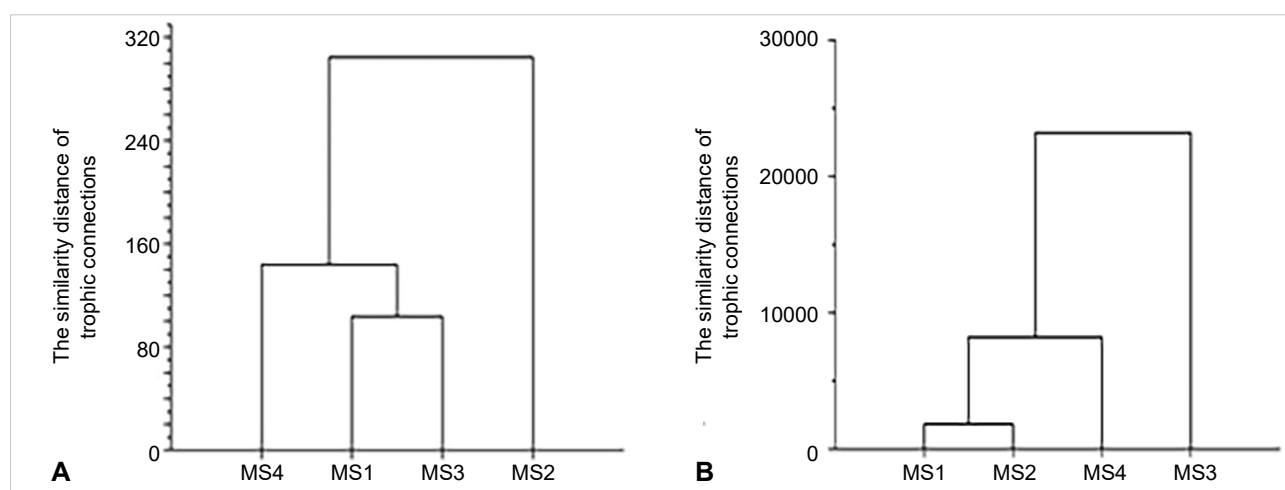 The similarity distance of
trophic connections
320
240
160
80
0
MS4 MS1 MS3 MS2
A
The similarity distance of
trophic connections
30000
20000
10000
0
MS1 MS2 MS4 MS3
B